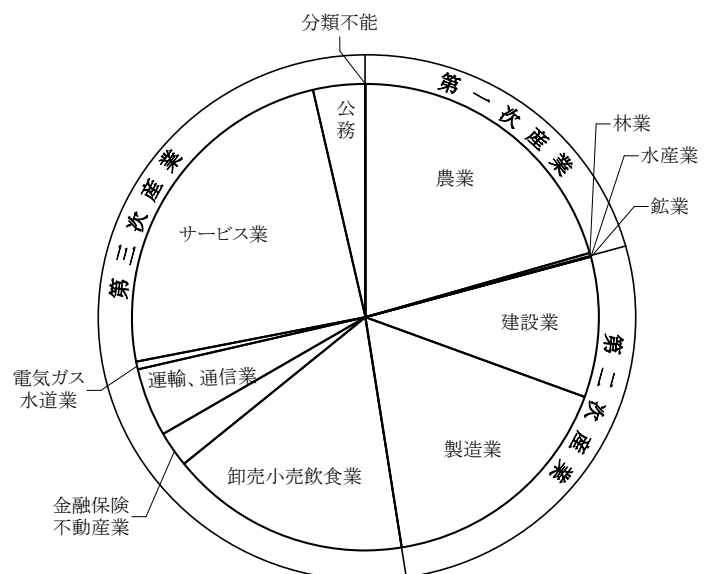 分類不能
第一次産業
公務
農業
林業
水産業
鉱業
サービス業
第三次産業
建設業
第二次産業
電気ガス
水道業
運輸、通信業
製造業
卸売小売飲食業
金融保険
不動産業